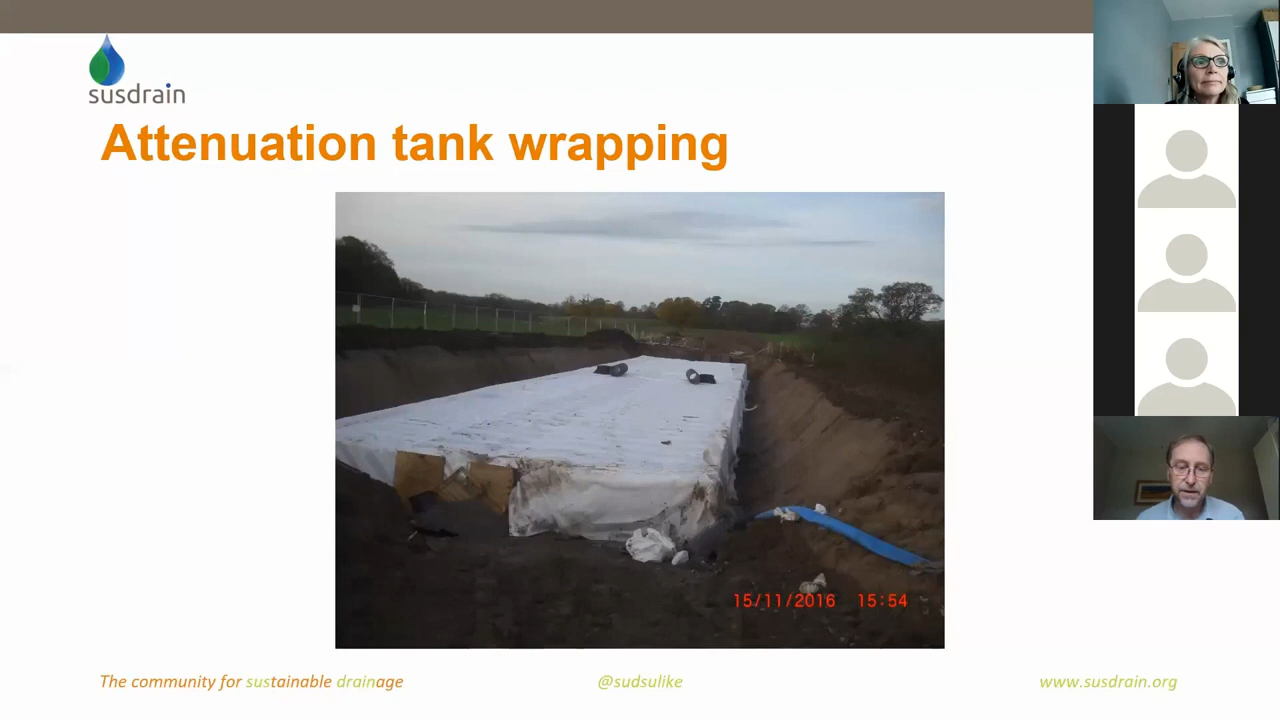 susdrain
Attenuation tank wrapping
15/11/2016 15:54
The community for sustainable drainage
@sudsulike
www.susdrain.org